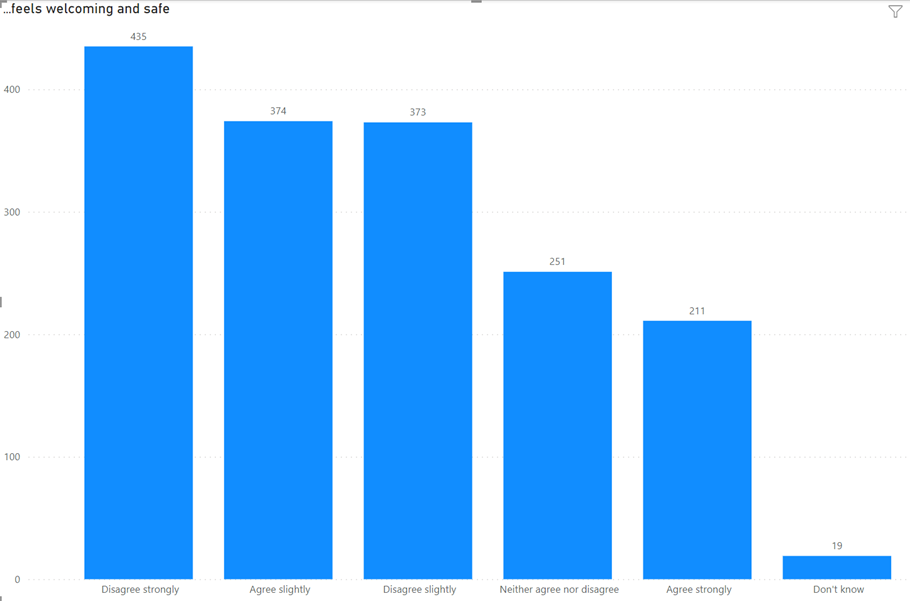 ...feels welcoming and safe
435
374
373
251
211
19
400
300
200
100
0
Disagree strongly
Agree slightly
Disagree slightly
Neither agree nor disagree
Agree strongly
Don't know